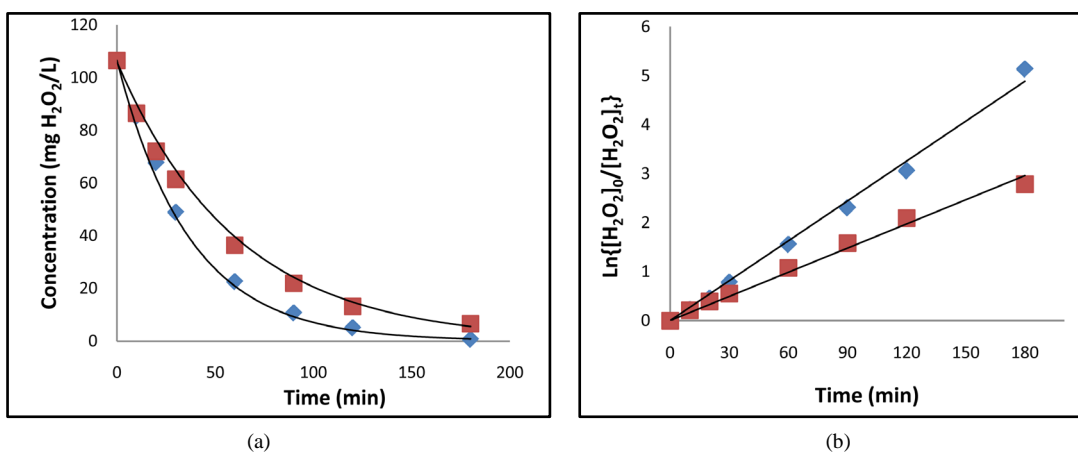 120
100
80
60
40
20
0
Concentration (mg H₂O₂/L)
0 50 100 150 200
Time (min)
(a)
6
5
4
3
2
1
0
Ln{[H₂O₂]₀/[H₂O₂]ₜ}
0 30 60 90 120 150 180
Time (min)
(b)